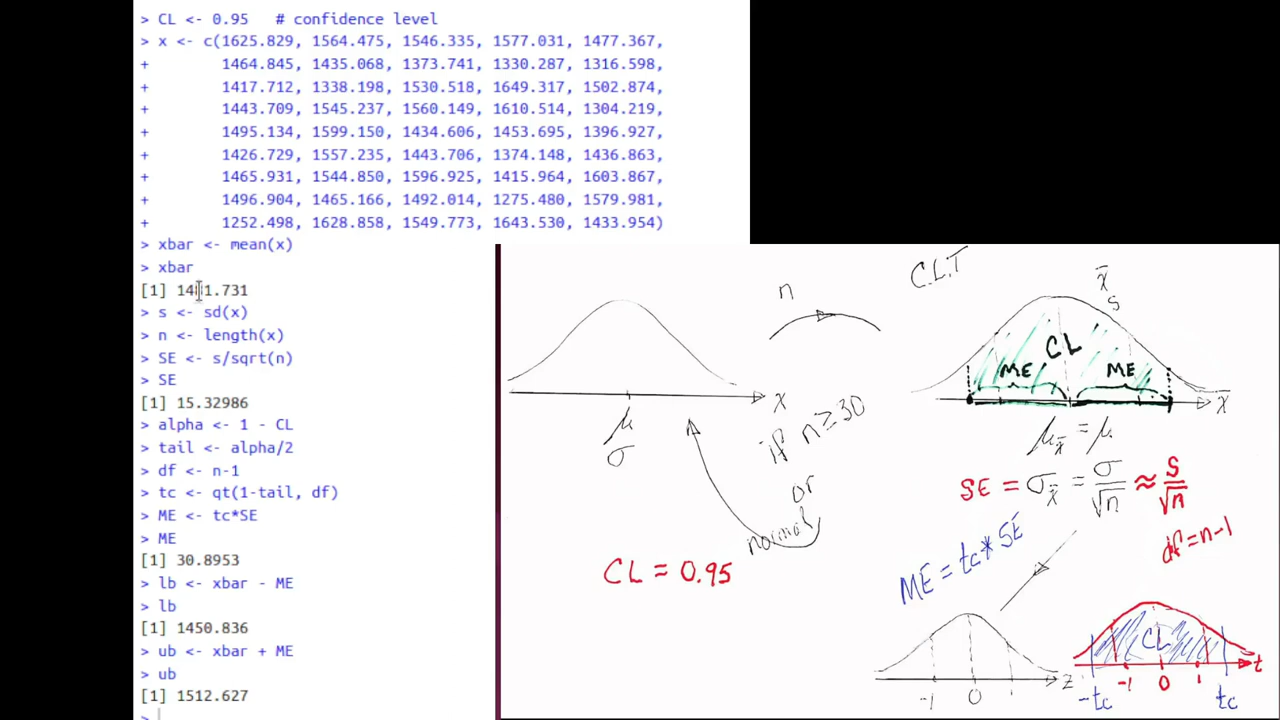 > CL <- 0.95   # confidence level
> x <- c(1625.829, 1564.475, 1546.335, 1577.031, 1477.367,
+ 1464.845, 1435.068, 1373.741, 1330.287, 1316.598,
+ 1417.712, 1338.198, 1530.518, 1649.317, 1502.874,
+ 1443.709, 1545.237, 1560.149, 1610.514, 1304.219,
+ 1495.134, 1599.150, 1434.606, 1453.695, 1396.927,
+ 1426.729, 1557.235, 1443.706, 1374.148, 1436.863,
+ 1465.931, 1544.850, 1596.925, 1415.964, 1603.867,
+ 1496.904, 1465.166, 1492.014, 1275.480, 1579.981,
+ 1252.498, 1628.858, 1549.773, 1643.530, 1433.954)
> xbar <- mean(x)
> xbar
[1] 1481.731
> s <- sd(x)
> n <- length(x)
> SE <- s/sqrt(n)
> SE
[1] 15.32986
> alpha <- 1 - CL
> tail <- alpha/2
> df <- n-1
> tc <- qt(1-tail, df)
> ME <- tc*SE
> ME
[1] 30.8953
> lb <- xbar - ME
> lb
[1] 1450.836
> ub <- xbar + ME
> ub
[1] 1512.627
>
C.L.T
n
x̄
s
CL
ME ME
x
x̄
μ
σ
if n ≥ 30
or
normal
μx̄ = μ
SE = σx̄ = σ/√n ≈ s/√n
df = n-1
CL = 0.95
ME = tc * SE
-1 0 1 z
CL
-tc -1 0 1 tc t